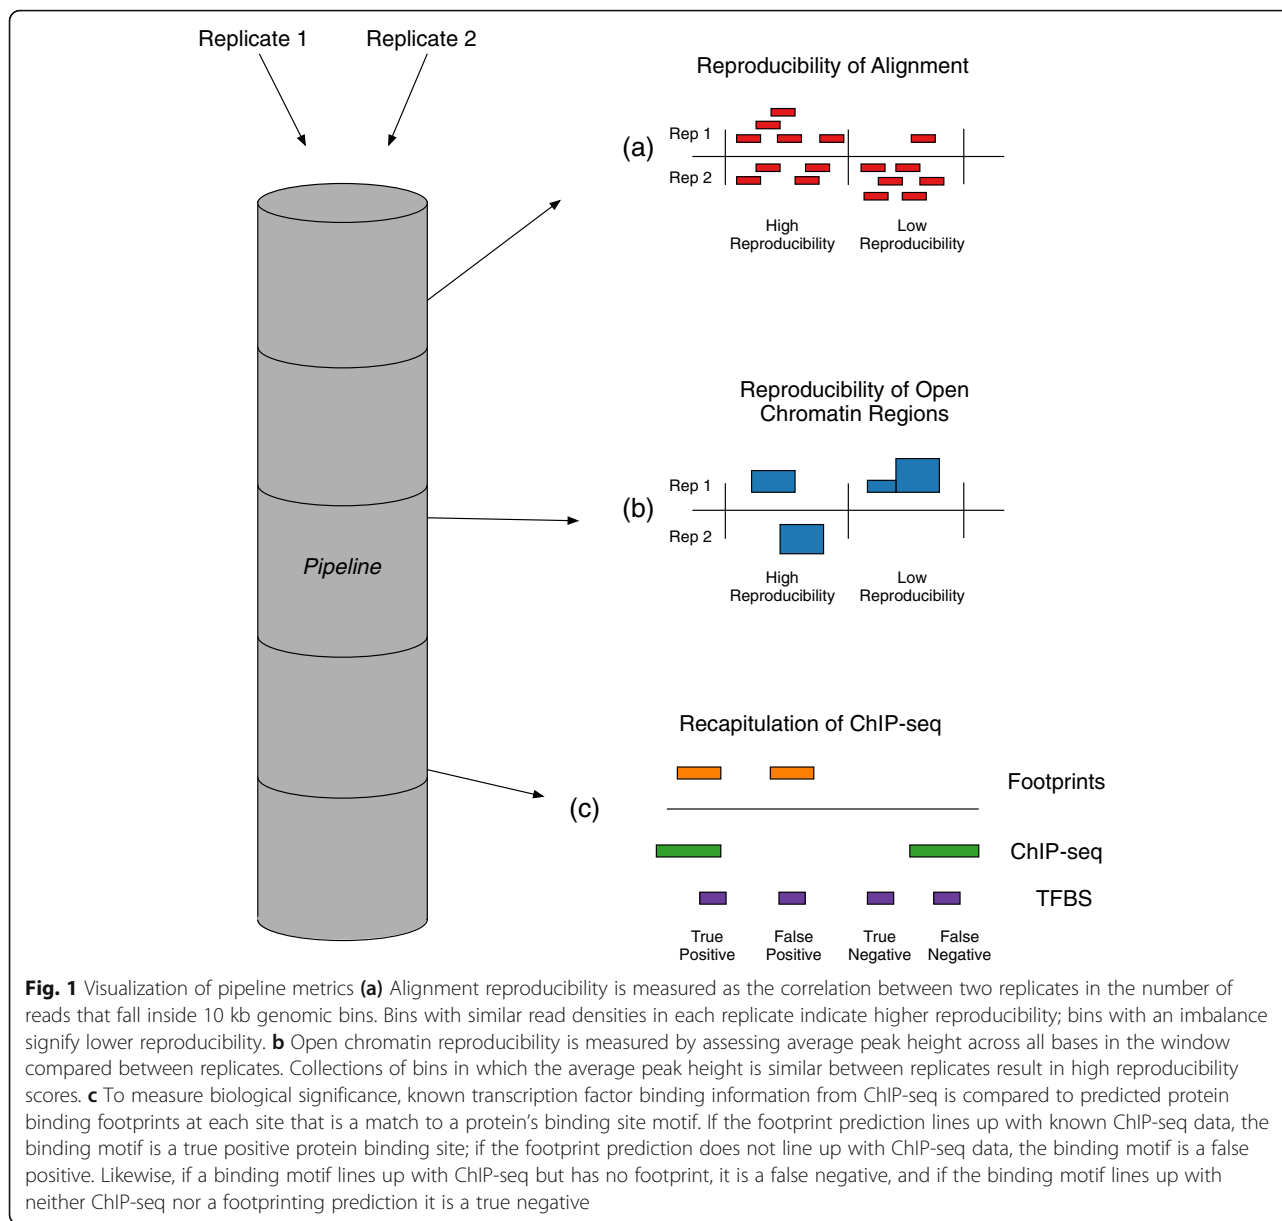 Replicate 1
Replicate 2
Pipeline
Reproducibility of Alignment
(a)
Rep 1
Rep 2
High
Reproducibility
Low
Reproducibility
Reproducibility of Open
Chromatin Regions
(b)
Rep 1
Rep 2
High
Reproducibility
Low
Reproducibility
Recapitulation of ChIP-seq
(c)
Footprints
ChIP-seq
TFBS
True
Positive
False
Positive
True
Negative
False
Negative
Fig. 1 Visualization of pipeline metrics (a) Alignment reproducibility is measured as the correlation between two replicates in the number of
reads that fall inside 10 kb genomic bins. Bins with similar read densities in each replicate indicate higher reproducibility; bins with an imbalance
signify lower reproducibility. b Open chromatin reproducibility is measured by assessing average peak height across all bases in the window
compared between replicates. Collections of bins in which the average peak height is similar between replicates result in high reproducibility
scores. c To measure biological significance, known transcription factor binding information from ChIP-seq is compared to predicted protein
binding footprints at each site that is a match to a protein's binding site motif. If the footprint prediction lines up with known ChIP-seq data, the
binding motif is a true positive protein binding site; if the footprint prediction does not line up with ChIP-seq data, the binding motif is a false
positive. Likewise, if a binding motif lines up with ChIP-seq but has no footprint, it is a false negative, and if the binding motif lines up with
neither ChIP-seq nor a footprinting prediction it is a true negative